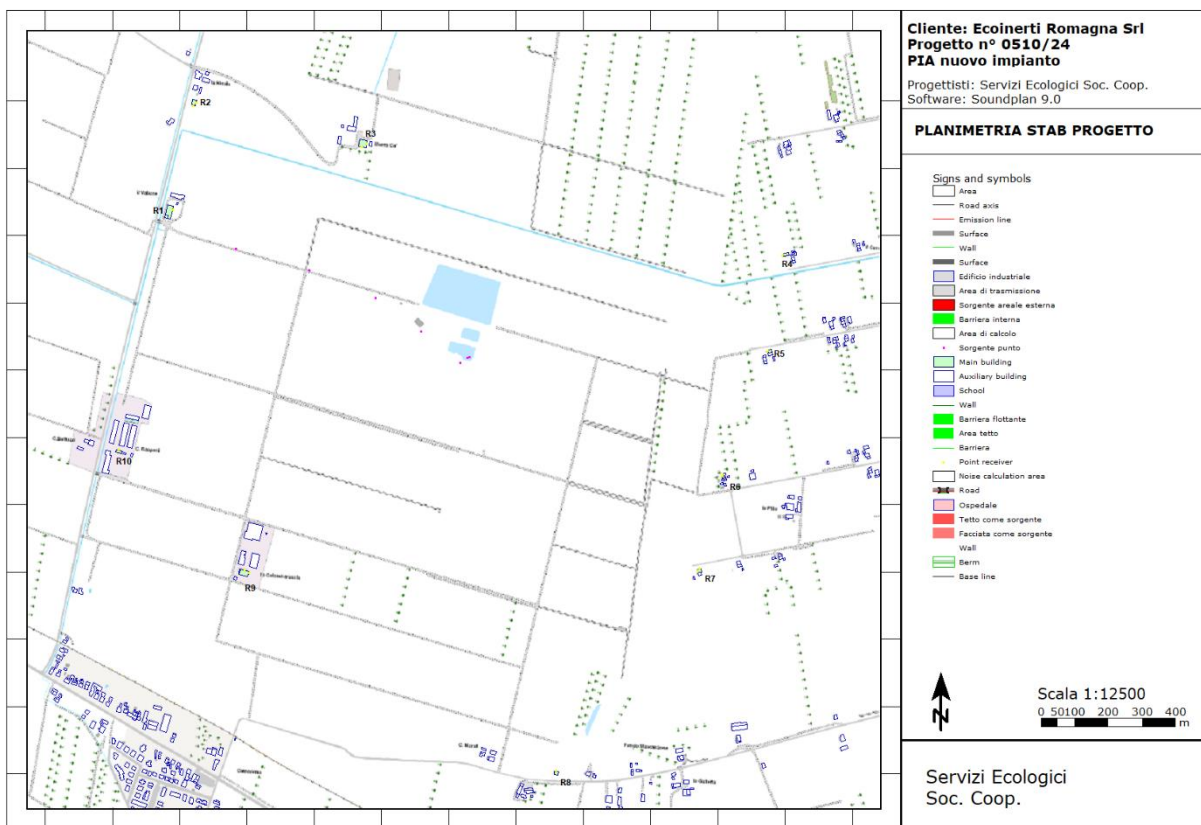 Cliente: Ecoinerti Romagna Srl
Progetto n° 0510/24
PIA nuovo impianto
Progettisti: Servizi Ecologici Soc. Coop.
Software: Soundplan 9.0
PLANIMETRIA STAB PROGETTO
Signs and symbols
Area
Road axis
Emission line
Surface
Wall
Surface
Edificio industriale
Area di trasmissione
Sorgente areale esterna
Barriera interna
Area di calcolo
Sorgente punto
Main building
Auxiliary building
School
Wall
Barriera flottante
Area tetto
Barriera
Point receiver
Noise calculation area
Road
Ospedale
Tetto come sorgente
Facciata come sorgente
Wall
Berm
Base line
N
Scala 1:12500
0 50100 200 300 400
m
Servizi Ecologici
Soc. Coop.
R2
R3
R1
R4
R5
R10
R6
R7
R9
R8